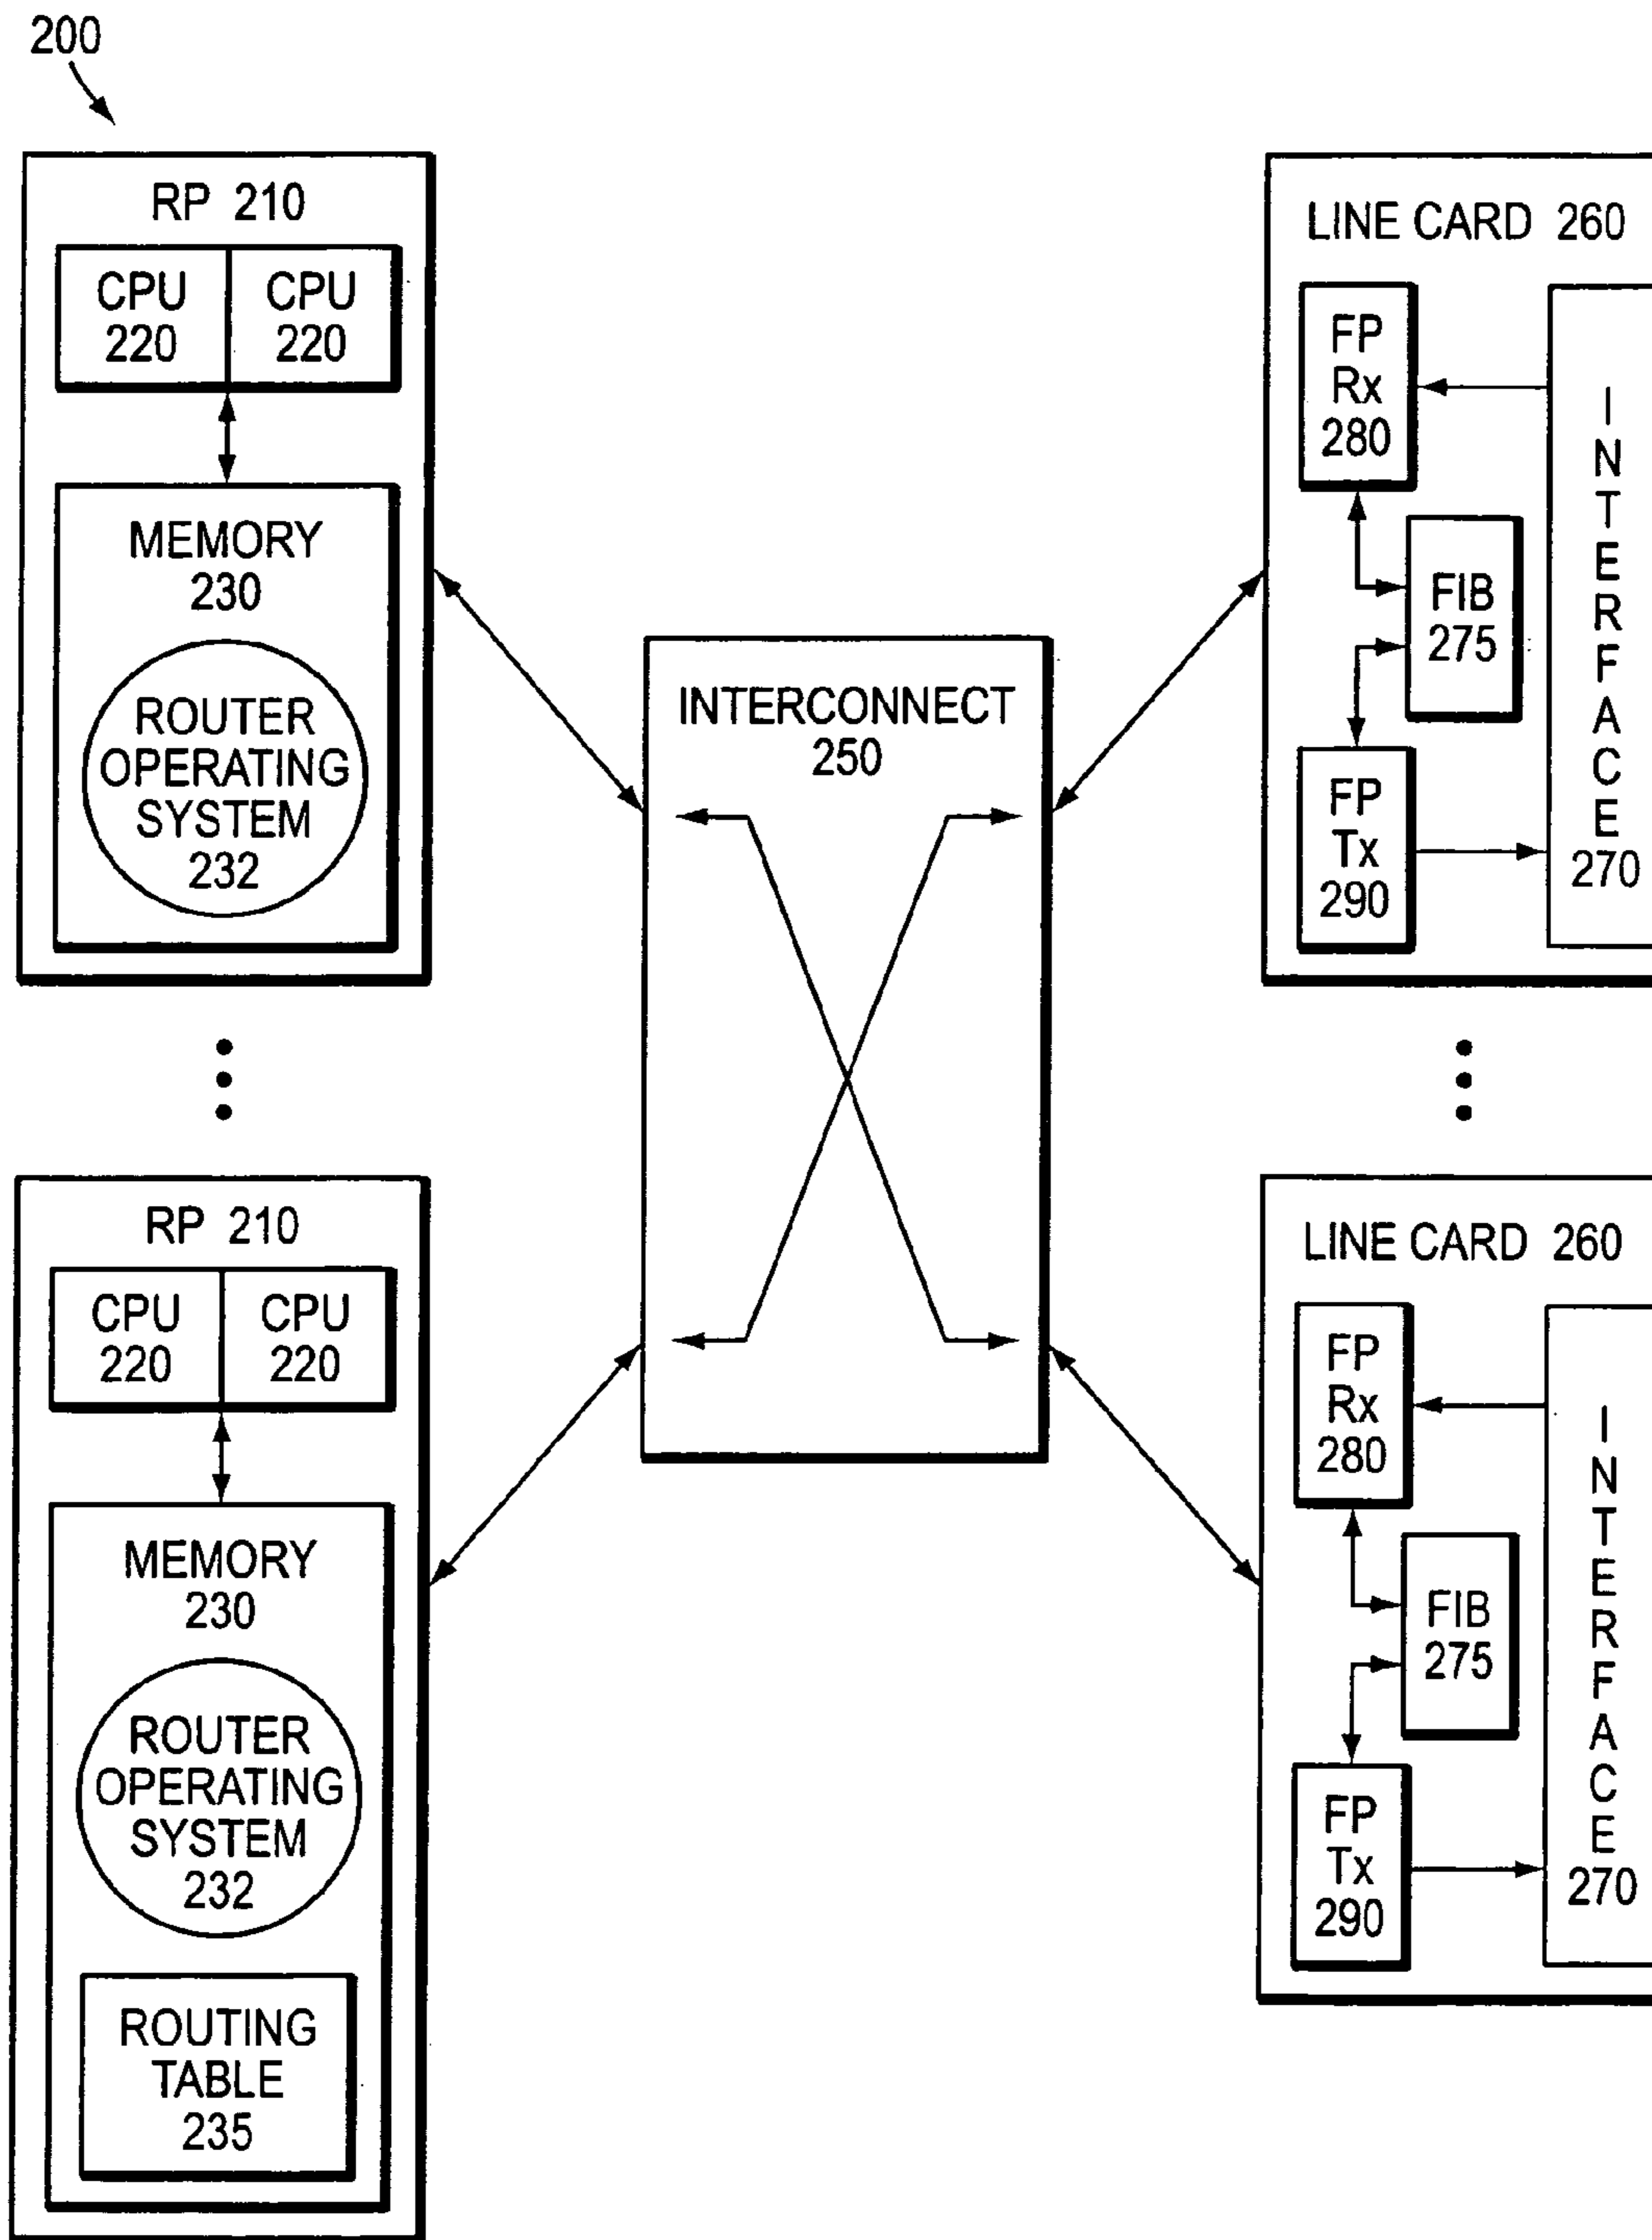 200
RP 210
CPU
220
CPU
220
MEMORY
230
ROUTER
OPERATING
SYSTEM
232
RP 210
CPU
220
CPU
220
MEMORY
230
ROUTER
OPERATING
SYSTEM
232
ROUTING
TABLE
235
INTERCONNECT
250
LINE CARD 260
FP
Rx
280
FIB
275
FP
Tx
290
INTERFACE
270
LINE CARD 260
FP
Rx
280
FIB
275
FP
Tx
290
INTERFACE
270